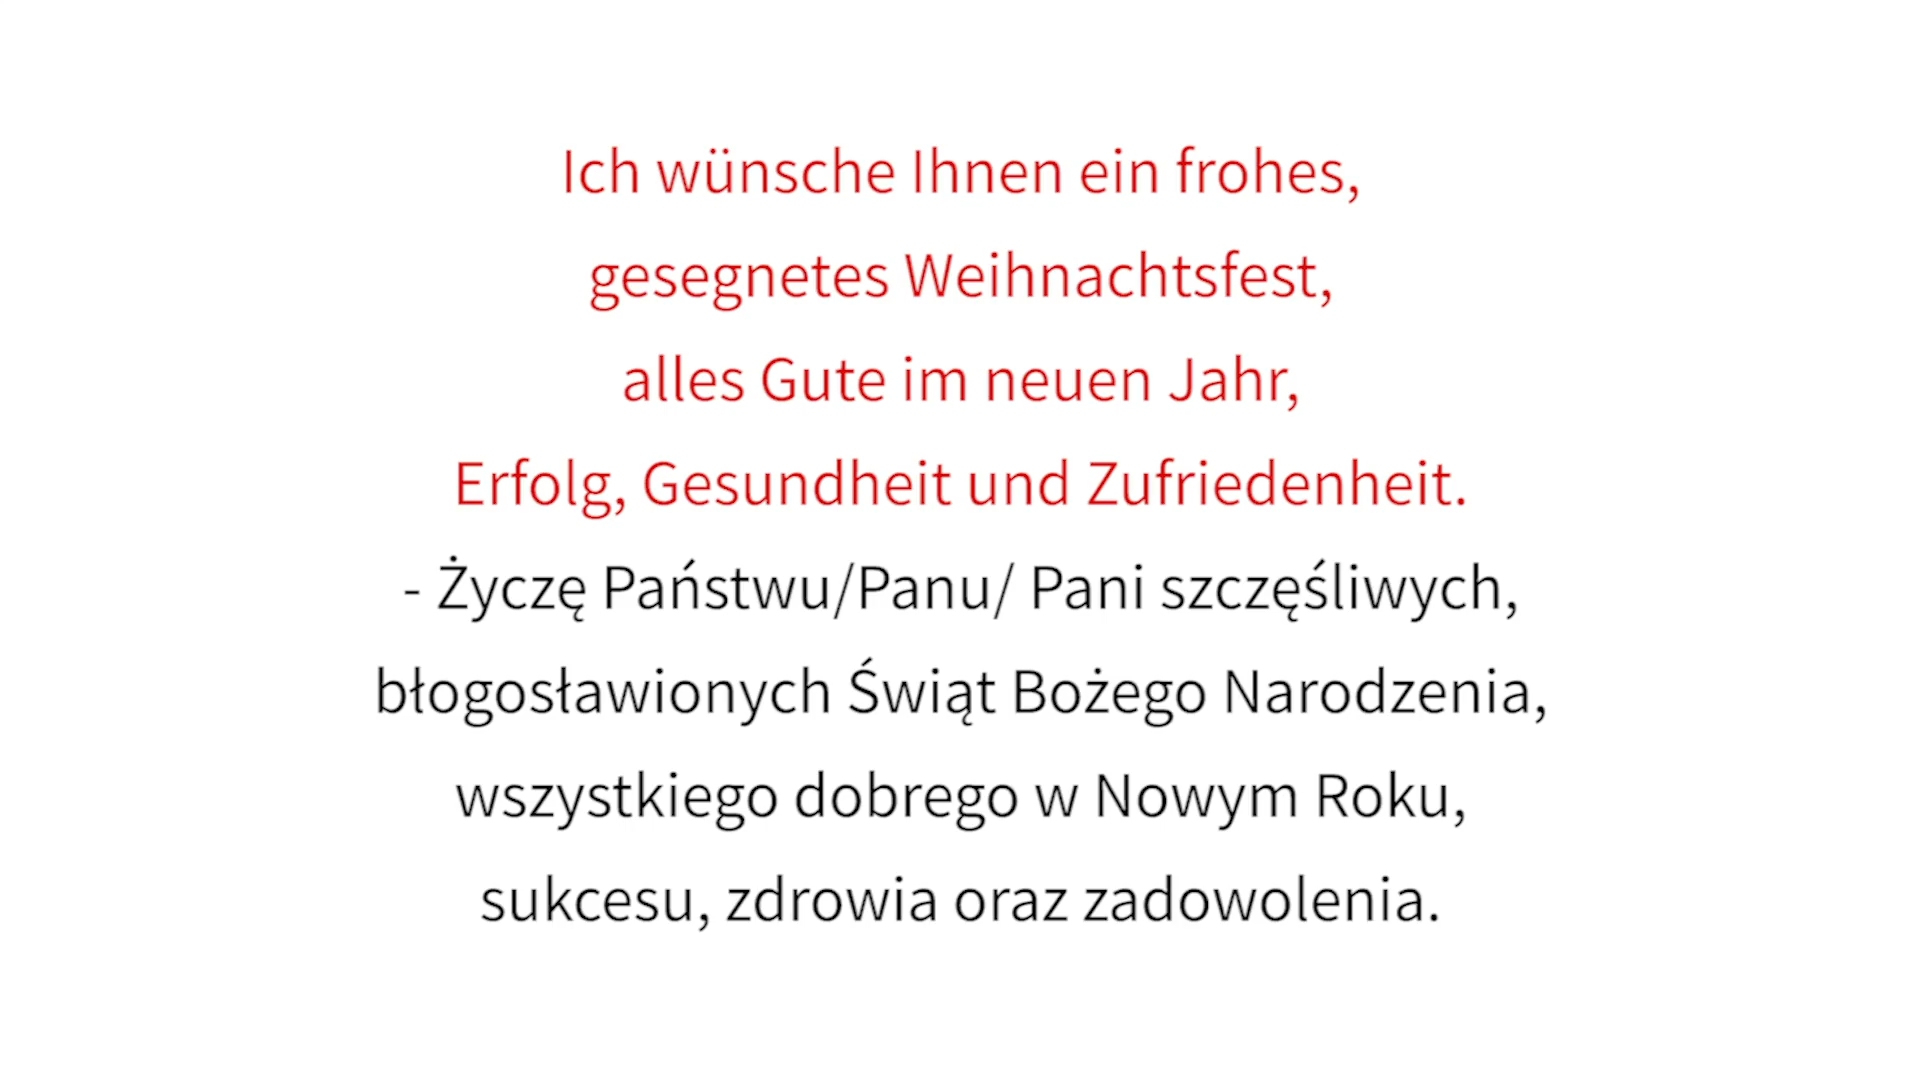 Ich wünsche Ihnen ein frohes,
gesegnetes Weihnachtsfest,
alles Gute im neuen Jahr,
Erfolg, Gesundheit und Zufriedenheit.
- Życzę Państwu/Panu/ Pani szczęśliwych,
błogosławionych Świąt Bożego Narodzenia,
wszystkiego dobrego w Nowym Roku,
sukcesu, zdrowia oraz zadowolenia.